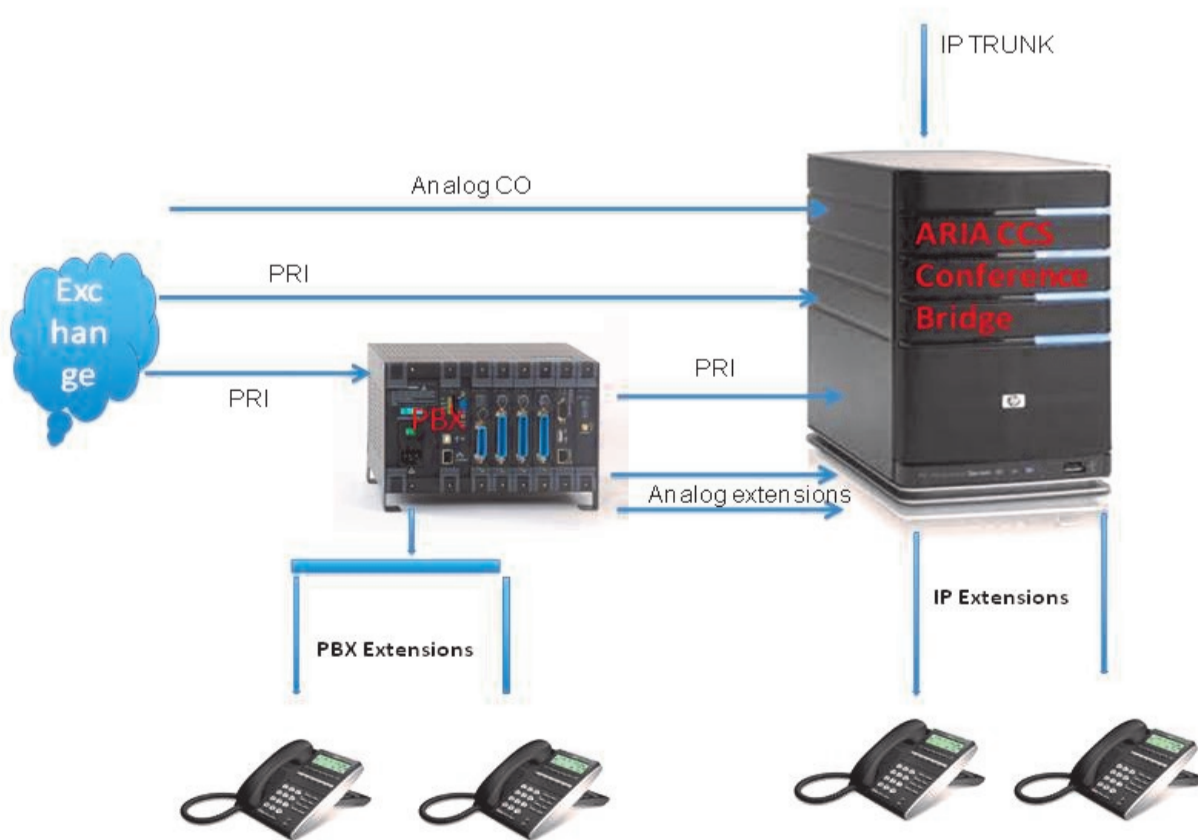 IP TRUNK
Analog CO
ARIA CCS
Conference
Bridge
PRI
Exc
han
ge
PRI
PBX
PRI
Analog extensions
IP Extensions
PBX Extensions
hp